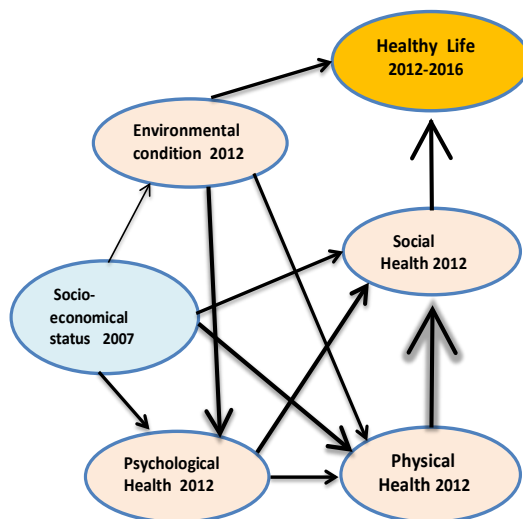 Healthy Life
2012-2016
Environmental
condition 2012
Social
Health 2012
Socio-
economical
status 2007
Psychological
Health 2012
Physical
Health 2012